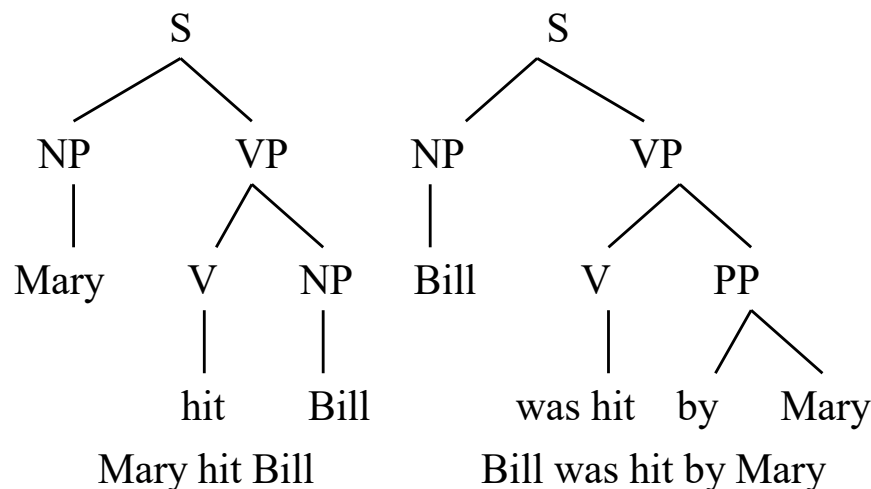 S S
NP VP NP VP
Mary V NP Bill V PP
hit Bill was hit by Mary
Mary hit Bill Bill was hit by Mary